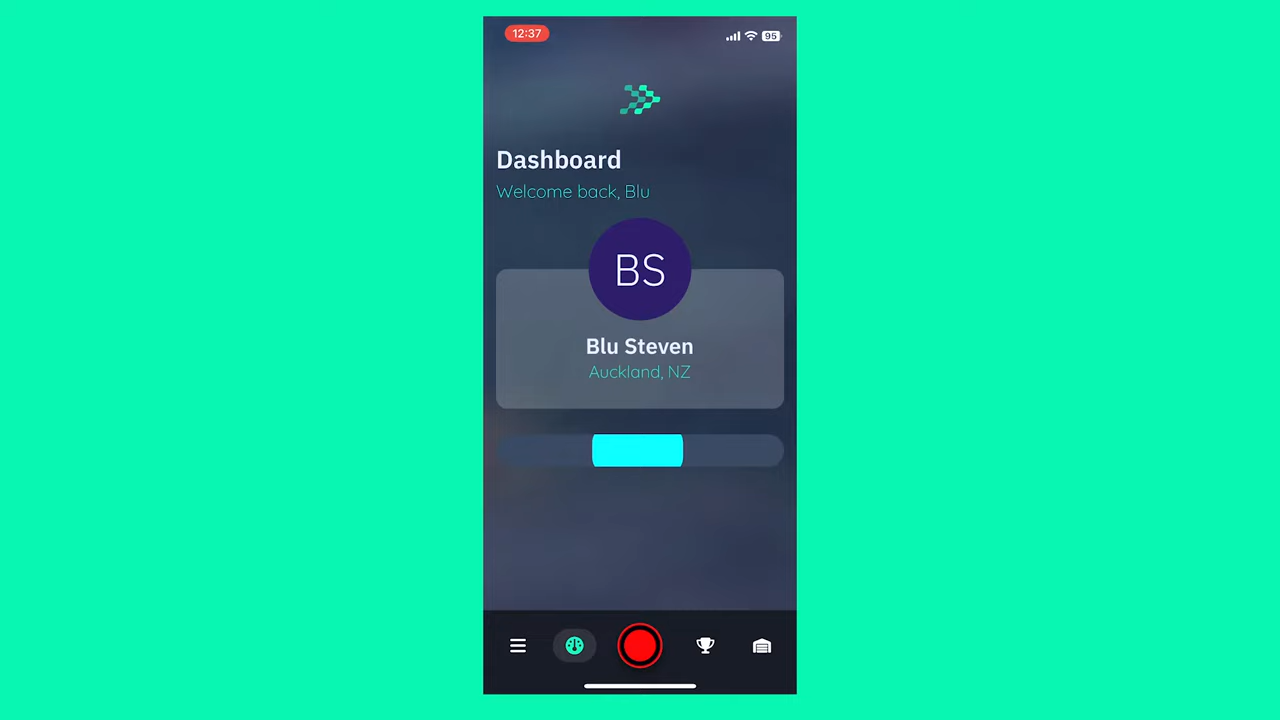 12:37
95
Dashboard
Welcome back, Blu
BS
Blu Steven
Auckland, NZ